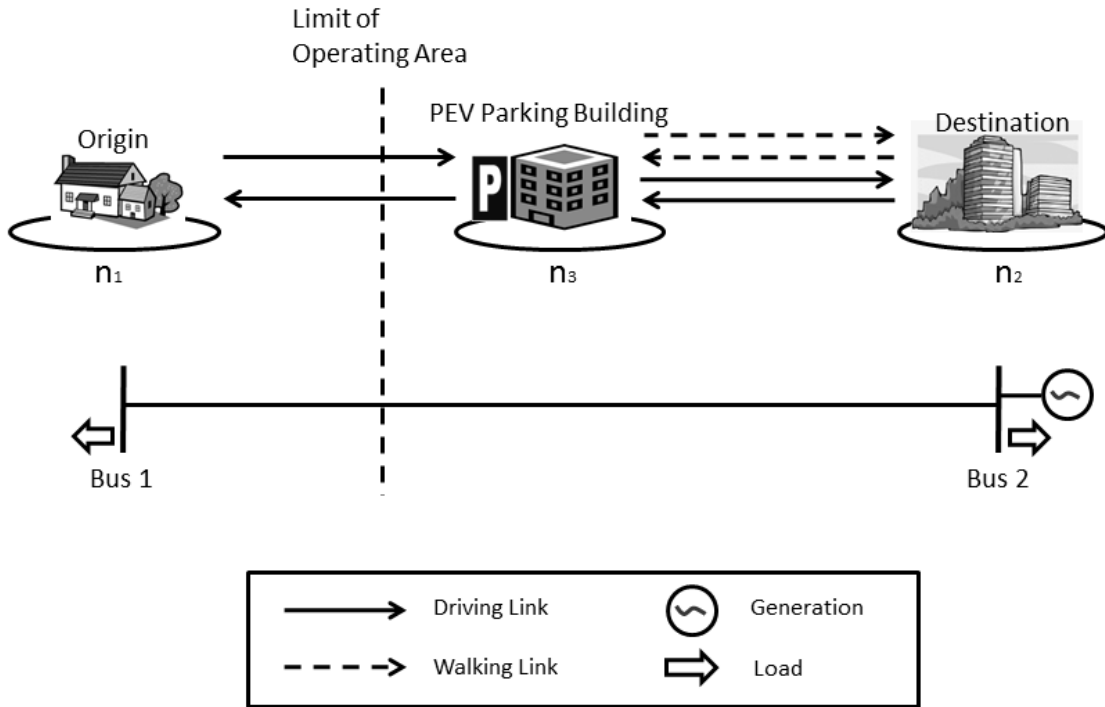 Limit of
Operating Area
PEV Parking Building
Origin
Destination
P
n₁
n₃
n₂
Bus 1
Bus 2
Driving Link
Generation
Walking Link
Load